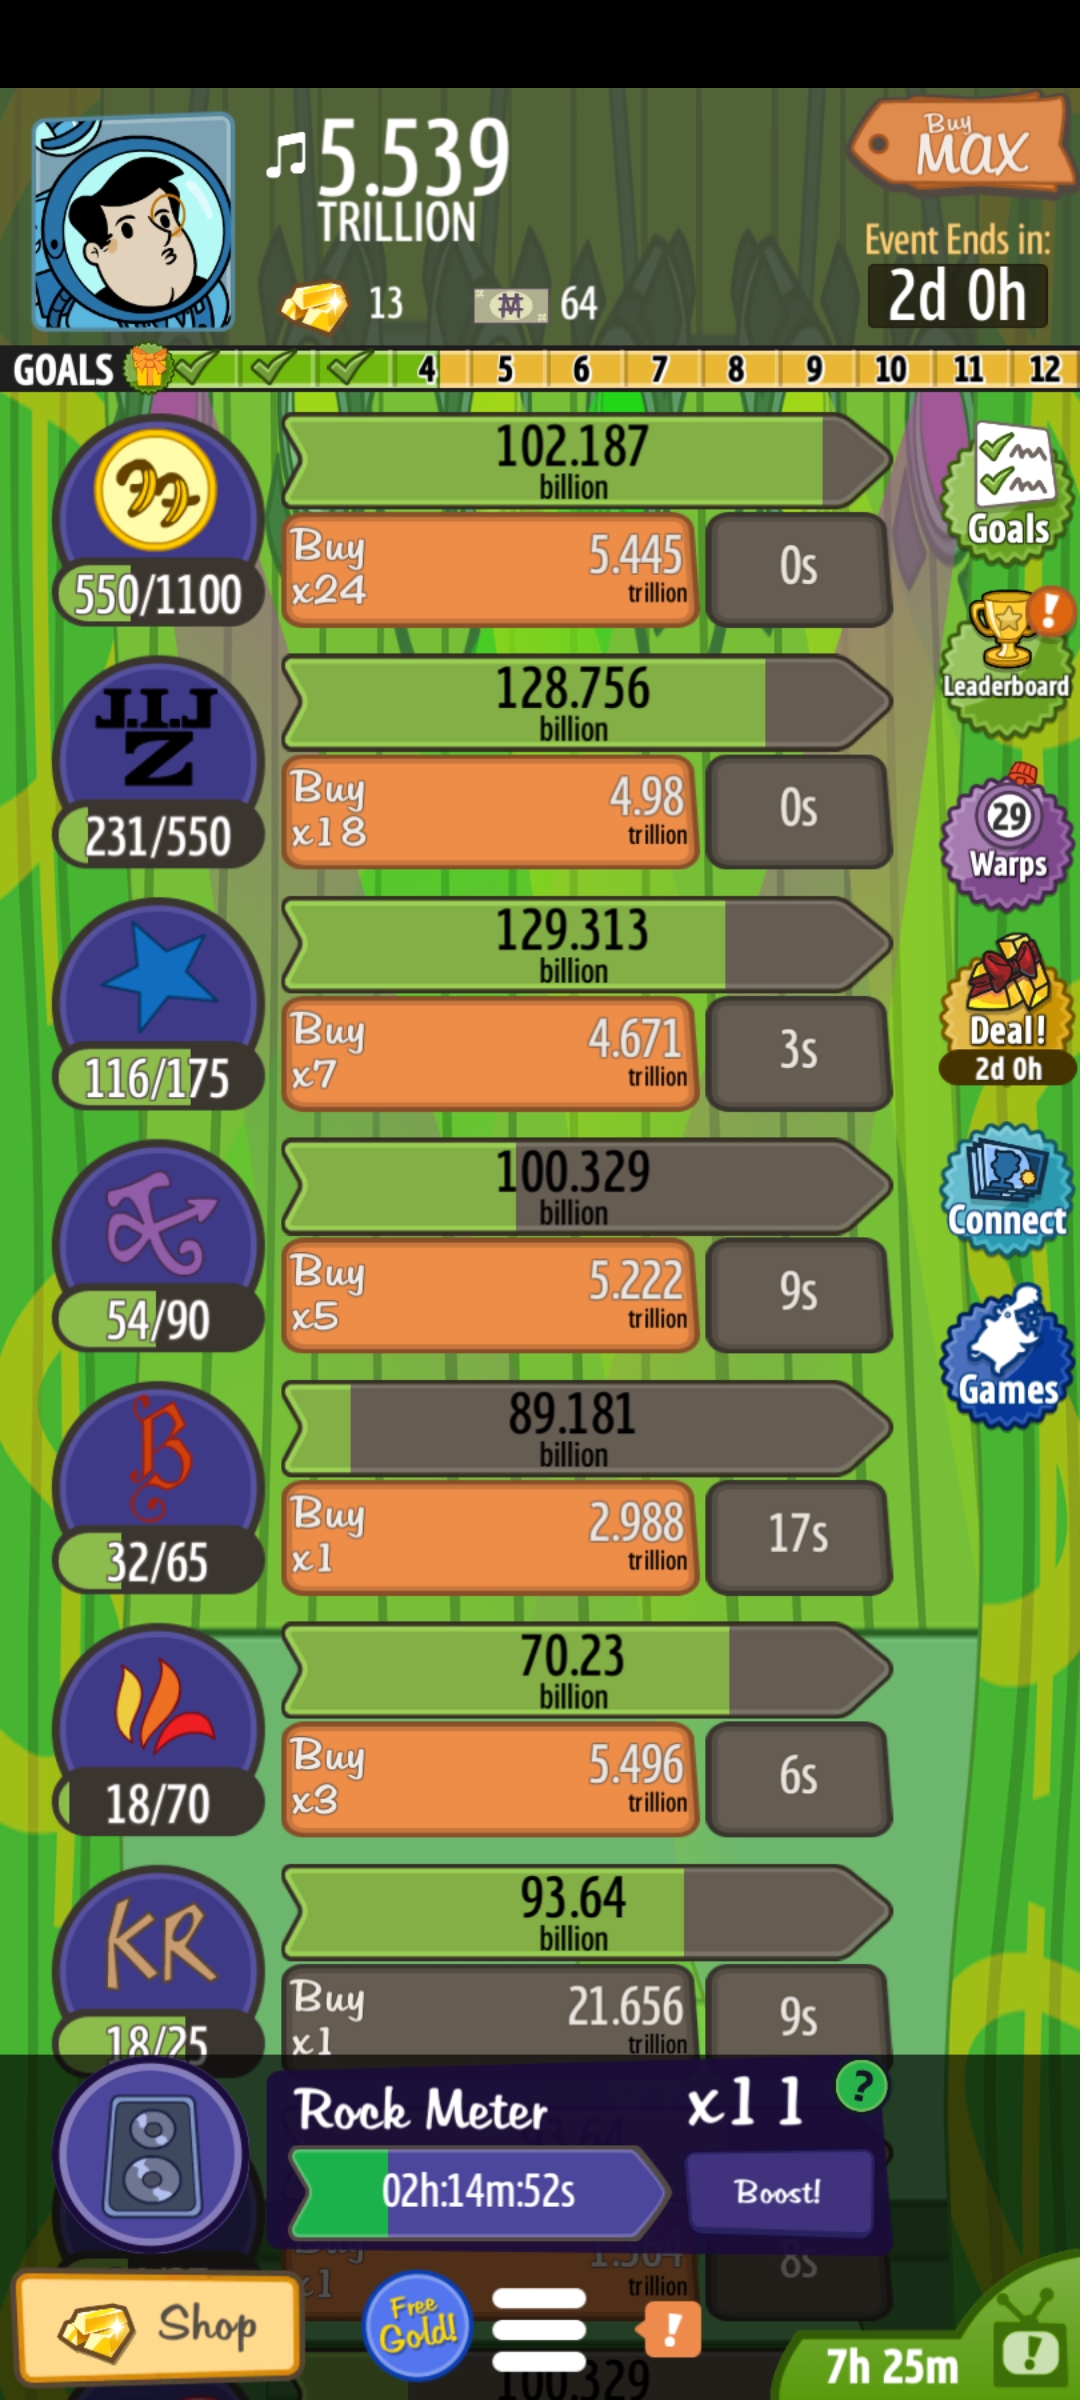 5.539
TRILLION
13
64
Buy
MAX
Event Ends in:
2d 0h
GOALS 4 5 6 7 8 9 10 11 12
102.187
billion
Buy
x24
5.445
trillion
0s
550/1100
Goals
J.I.J
Z
128.756
billion
Buy
x18
4.98
trillion
0s
231/550
!
Leaderboard
129.313
billion
Buy
x7
4.671
trillion
3s
116/175
29
Warps
Deal!
2d 0h
100.329
billion
Buy
x5
5.222
trillion
9s
54/90
Connect
B
89.181
billion
Buy
x1
2.988
trillion
17s
32/65
Games
70.23
billion
Buy
x3
5.496
trillion
6s
18/70
KR
93.64
billion
Buy
x1
21.656
trillion
9s
18/25
Rock Meter
x11
?
02h:14m:52s
Boost!
x1
trillion
8s
Shop
Free
Gold!
!
7h 25m
!
100.329